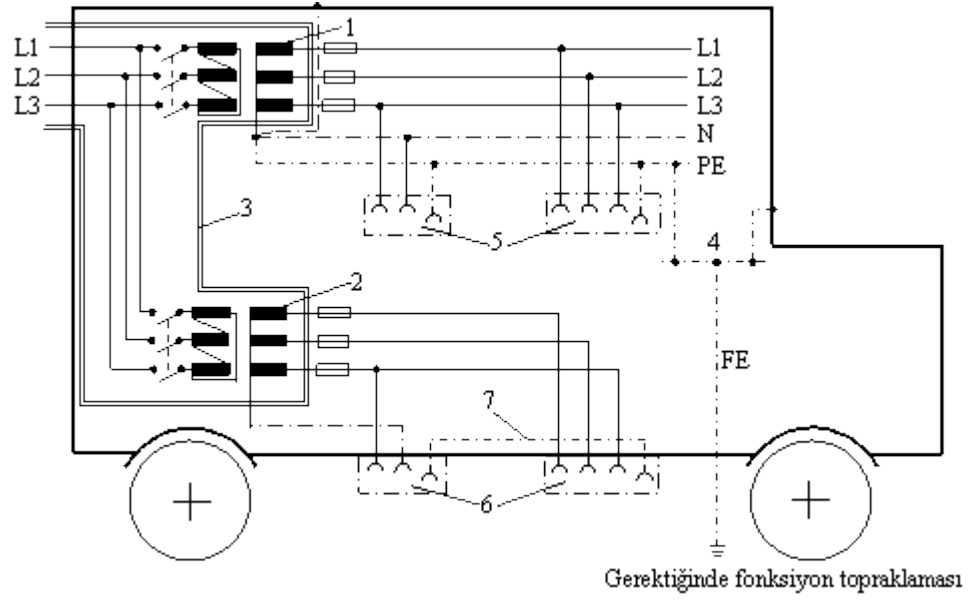 1
L1
L1
L2
L2
L3
L3
N
PE
3
5
4
2
FE
7
6
Gerektiğinde fonksiyon topraklaması